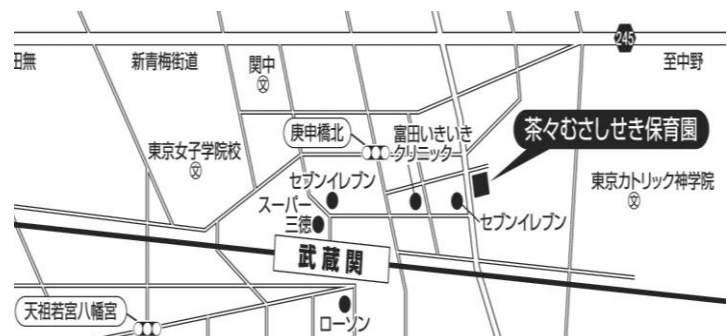 245
田無
新青梅街道
関中
至中野
文
庚申橋北
富田いきいき
クリニック
茶々むさしせき保育園
東京女子学院校
文
セブンイレブン
東京カトリック神学院
文
スーパー
三徳
セブンイレブン
武蔵関
天祖若宮八幡宮
ローソン